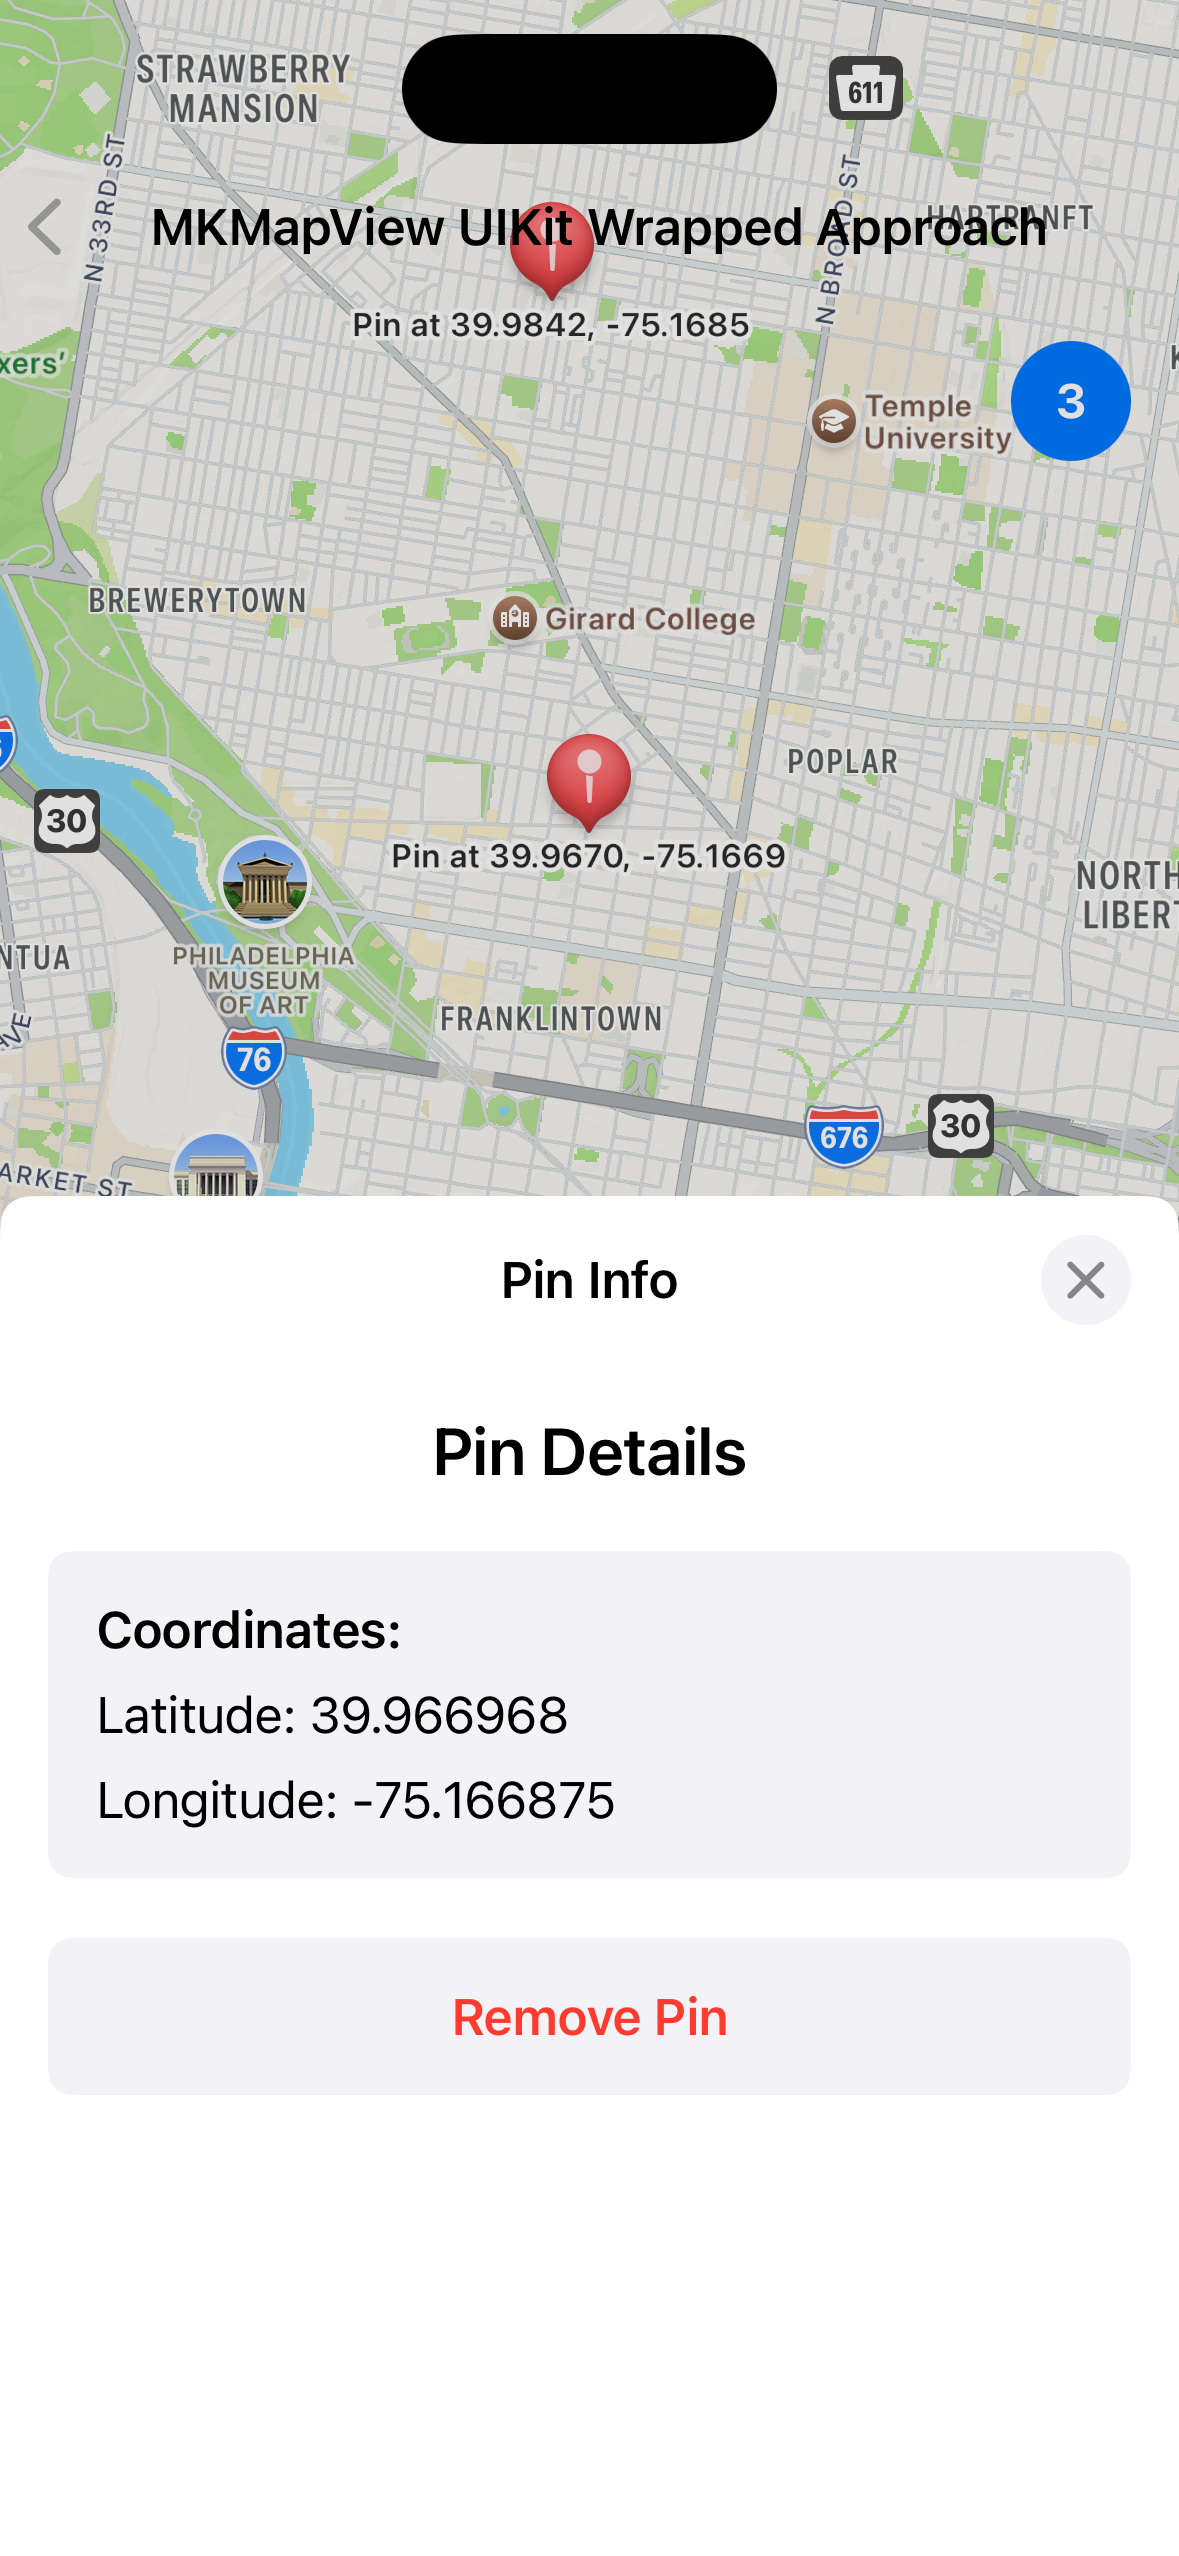 STRAWBERRY
MANSION
611
N 33RD ST
MKMapView UIKit Wrapped Approach
HARTRANFT
N BROAD ST
Pin at 39.9842, -75.1685
xers'
K
3
Temple
University
BREWERYTOWN
Girard College
POPLAR
30
Pin at 39.9670, -75.1669
NORTH
LIBERT
NTUA
PHILADELPHIA
MUSEUM
OF ART
FRANKLINTOWN
AVE
76
676
30
ARKET ST
Pin Info
Pin Details
Coordinates:
Latitude: 39.966968
Longitude: -75.166875
Remove Pin